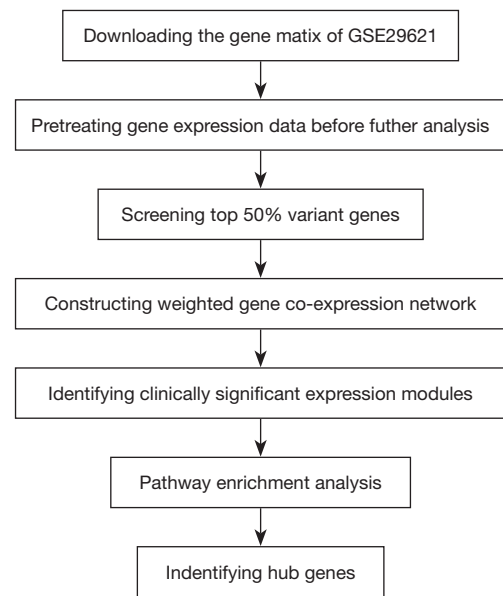 Downloading the gene matix of GSE29621
Pretreating gene expression data before futher analysis
Screening top 50% variant genes
Constructing weighted gene co-expression network
Identifying clinically significant expression modules
Pathway enrichment analysis
Indentifying hub genes